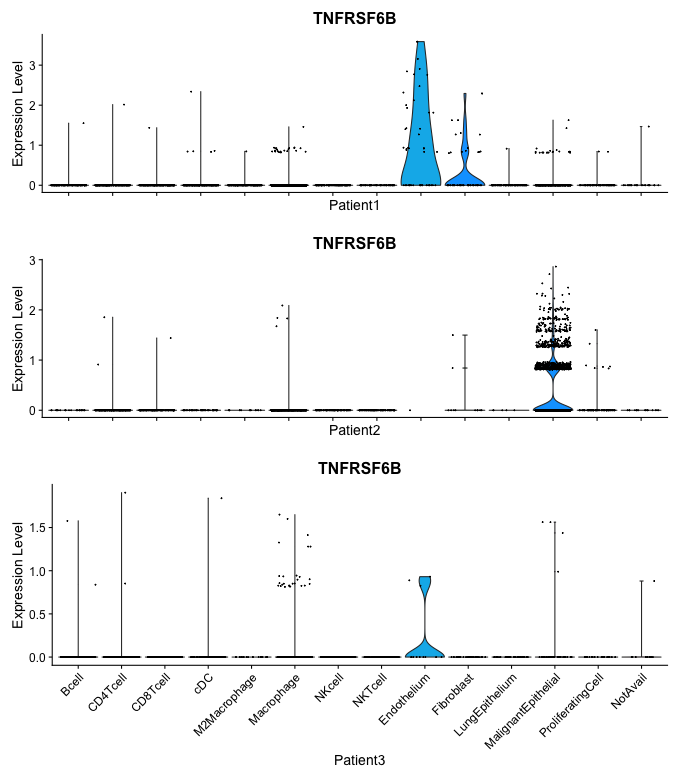 TNFRSF6B
Expression Level
3
2
1
0
Patient1
TNFRSF6B
Expression Level
3
2
1
0
Patient2
TNFRSF6B
Expression Level
1.5
1.0
0.5
0.0
Bcell
CD4Tcell
CD8Tcell
cDC
M2Macrophage
Macrophage
NKcell
NKTcell
Endothelium
Fibroblast
LungEpithelium
MalignantEpithelial
ProliferatingCell
NotAvail
Patient3